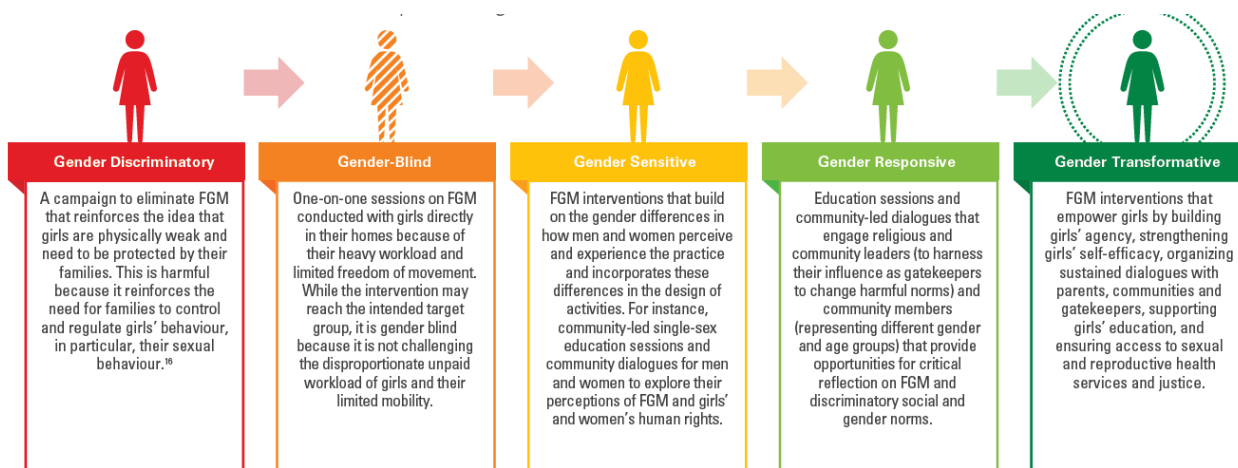 Gender Discriminatory
A campaign to eliminate FGM
that reinforces the idea that
girls are physically weak and
need to be protected by their
families. This is harmful
because it reinforces the
need for families to control
and regulate girls' behaviour,
in particular, their sexual
behaviour.¹⁶
Gender-Blind
One-on-one sessions on FGM
conducted with girls directly
in their homes because of
their heavy workload and
limited freedom of movement.
While the intervention may
reach the intended target
group, it is gender blind
because it is not challenging
the disproportionate unpaid
workload of girls and their
limited mobility.
Gender Sensitive
FGM interventions that build
on the gender differences in
how men and women perceive
and experience the practice
and incorporates these
differences in the design of
activities. For instance,
community-led single-sex
education sessions and
community dialogues for men
and women to explore their
perceptions of FGM and girls'
and women's human rights.
Gender Responsive
Education sessions and
community-led dialogues that
engage religious and
community leaders (to harness
their influence as gatekeepers
to change harmful norms) and
community members
(representing different gender
and age groups) that provide
opportunities for critical
reflection on FGM and
discriminatory social and
gender norms.
Gender Transformative
FGM interventions that
empower girls by building
girls' agency, strengthening
girls' self-efficacy, organizing
sustained dialogues with
parents, communities and
gatekeepers, supporting
girls' education, and
ensuring access to sexual
and reproductive health
services and justice.